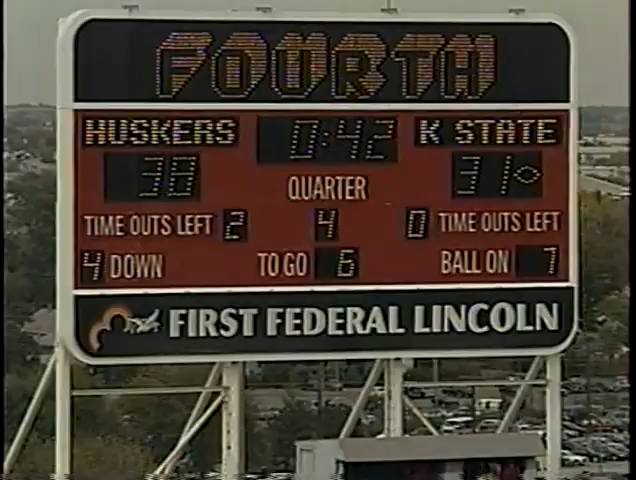 FOURTH
HUSKERS 0:42 K STATE
38 QUARTER 31
TIME OUTS LEFT 2 4 0 TIME OUTS LEFT
4 DOWN TO GO 6 BALL ON 7
FIRST FEDERAL LINCOLN